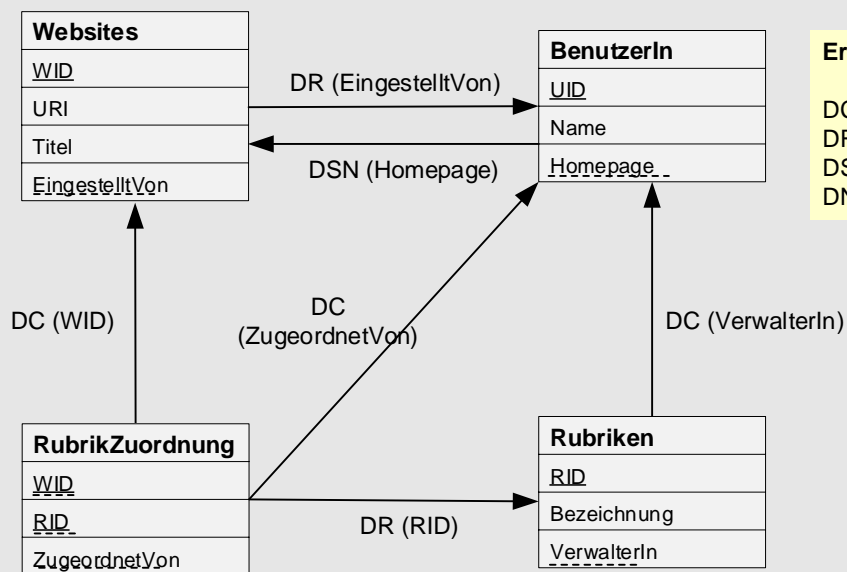 Websites
WID
URI
Titel
EingestelltVon
DR (EingestelltVon)
DSN (Homepage)
BenutzerIn
UID
Name
Homepage
DC (WID)
DC
(ZugeordnetVon)
DC (VerwalterIn)
RubrikZuordnung
WID
RID
ZugeordnetVon
DR (RID)
Rubriken
RID
Bezeichnung
VerwalterIn